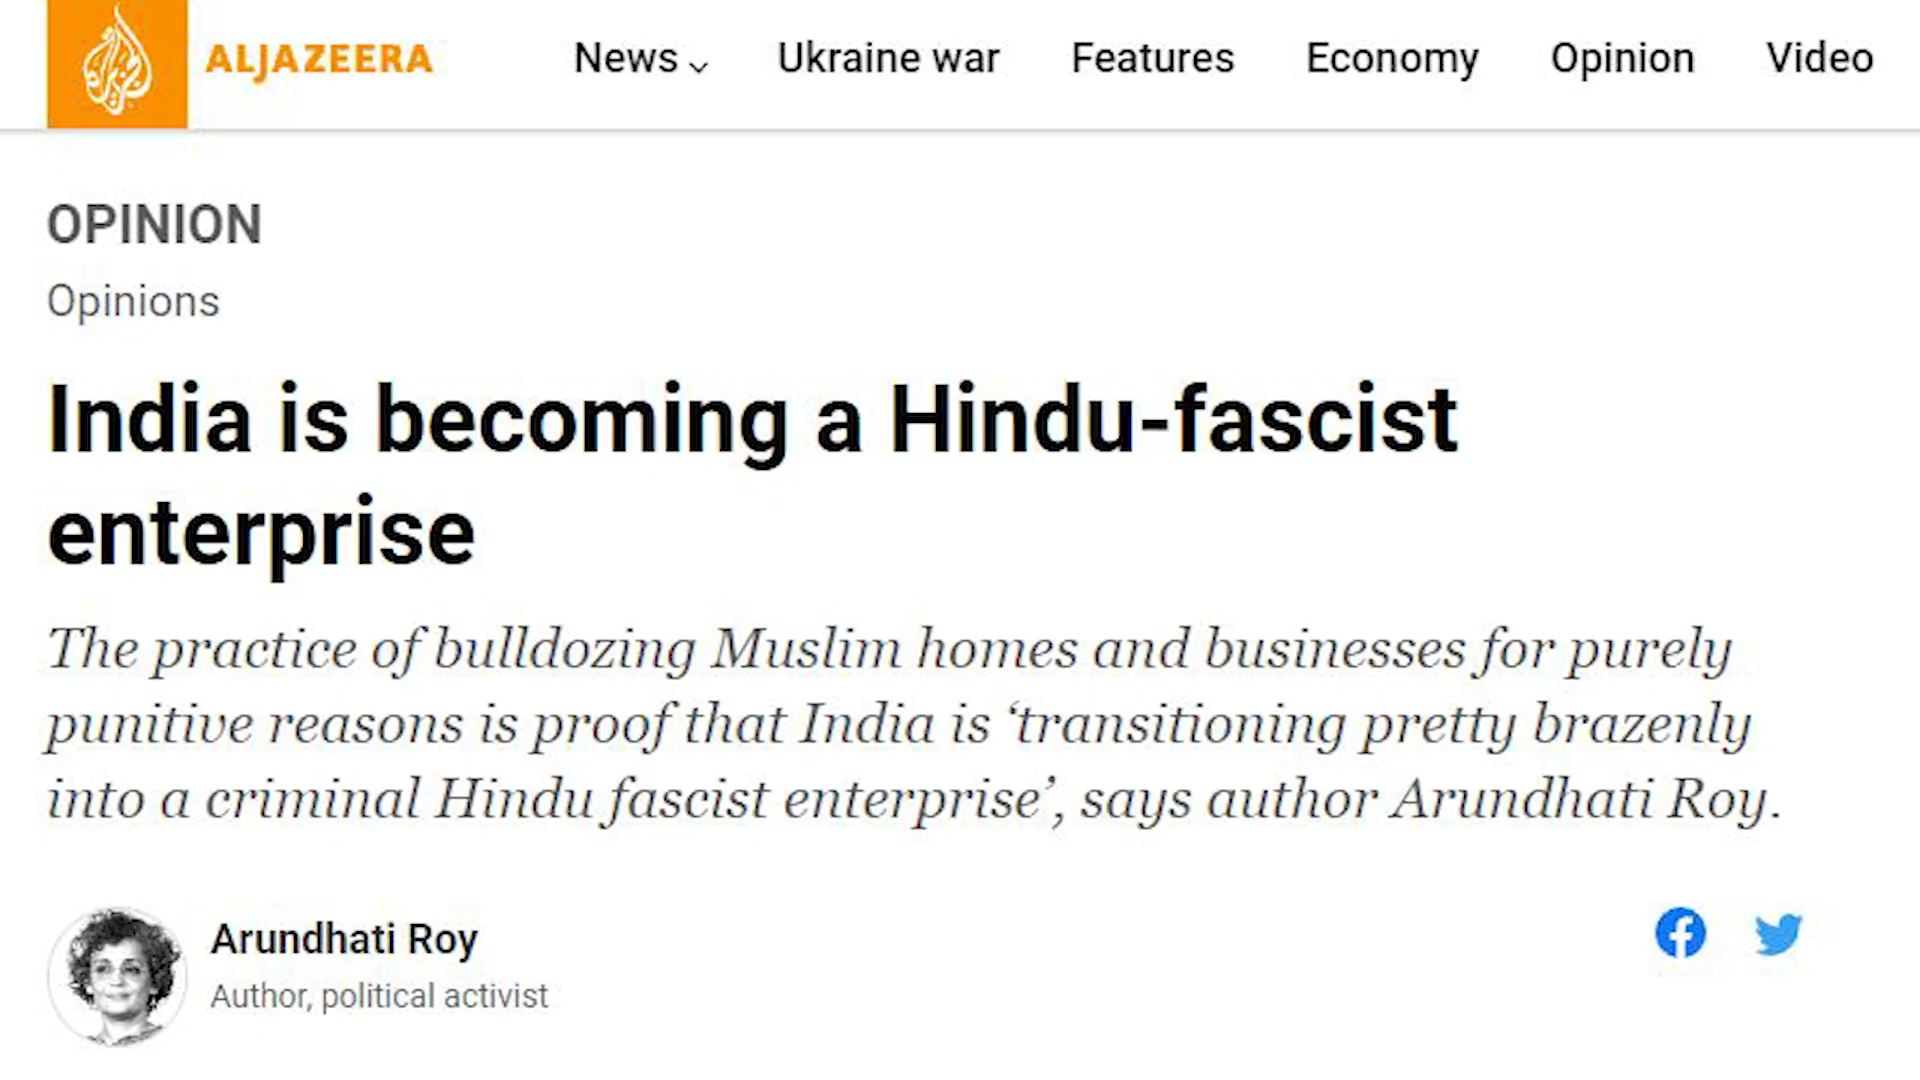 ALJAZEERA
News Ukraine war Features Economy Opinion Video
OPINION
Opinions
India is becoming a Hindu-fascist
enterprise
The practice of bulldozing Muslim homes and businesses for purely
punitive reasons is proof that India is ‘transitioning pretty brazenly
into a criminal Hindu fascist enterprise’, says author Arundhati Roy.
Arundhati Roy
Author, political activist